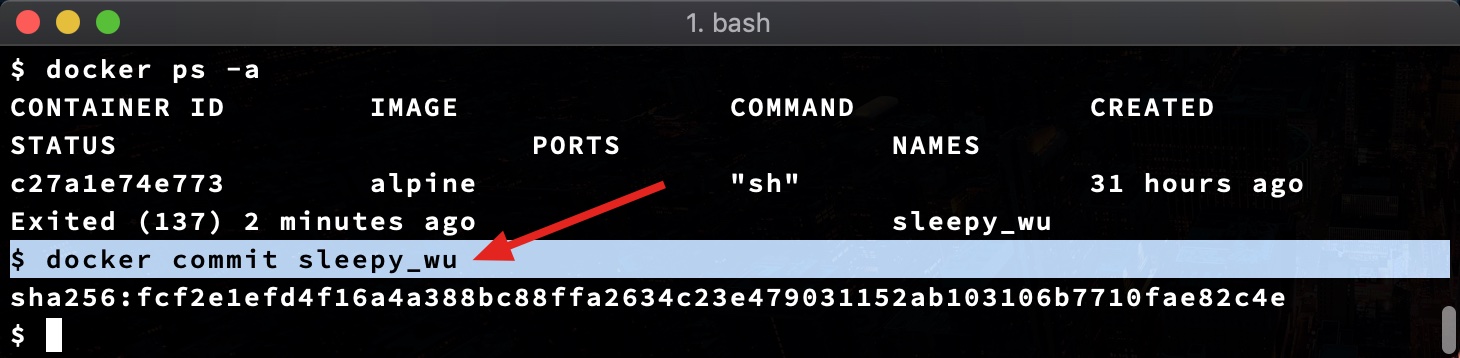 1. bash
$ docker ps -a
CONTAINER ID        IMAGE               COMMAND             CREATED
STATUS                       PORTS               NAMES
c27a1e74e773        alpine              "sh"                31 hours ago
Exited (137) 2 minutes ago                       sleepy_wu
$ docker commit sleepy_wu
sha256:fcf2e1efd4f16a4a388bc88ffa2634c23e479031152ab103106b7710fae82c4e
$